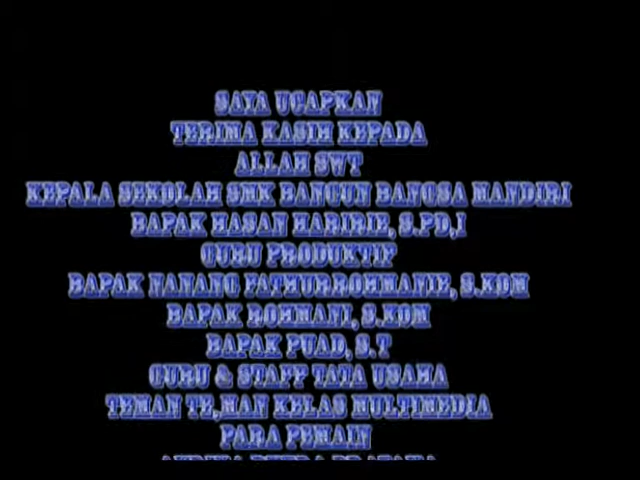 SAYA UCAPKAN
TERIMA KASIH KEPADA
ALLAH SWT
KEPALA SEKOLAH SMK BANGUN BANGSA MANDIRI
BAPAK HASAN HABIBIE, S.PD,I
GURU PRODUKTIF
BAPAK NANANG FATHURROHMANIE, S.KOM
BAPAK ROHMANI, S.KOM
BAPAK PUAD, S.T
GURU & STAFF TATA USAHA
TEMAN TE,MAN KELAS MULTIMEDIA
PARA PEMAIN